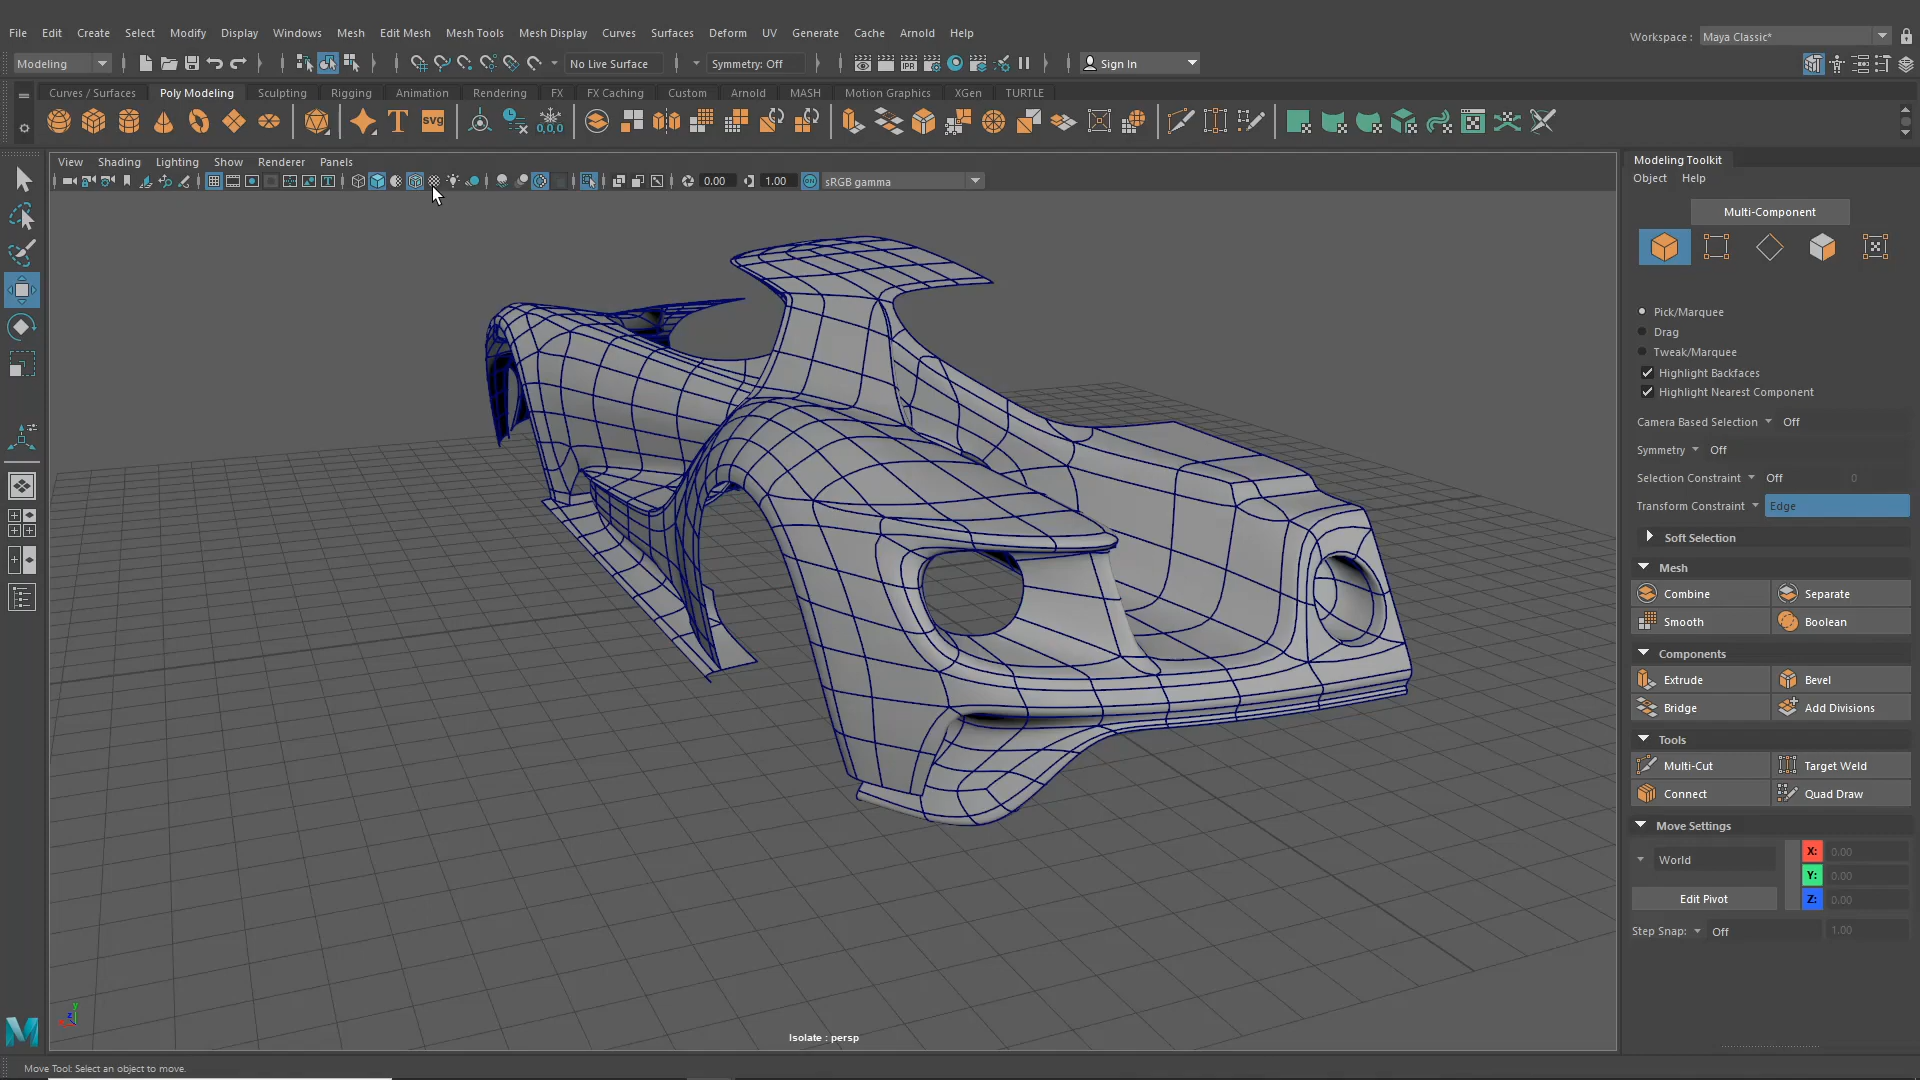 File Edit Create Select Modify Display Windows Mesh Edit Mesh Mesh Tools Mesh Display Curves Surfaces Deform UV Generate Cache Arnold Help
Workspace : Maya Classic*
Modeling No Live Surface Symmetry: Off Sign In
Curves / Surfaces Poly Modeling Sculpting Rigging Animation Rendering FX FX Caching Custom Arnold MASH Motion Graphics XGen TURTLE
T svg 0,0,0
View Shading Lighting Show Renderer Panels
0.00 1.00 ON sRGB gamma
Modeling Toolkit
Object Help
Multi-Component
Pick/Marquee
Drag
Tweak/Marquee
Highlight Backfaces
Highlight Nearest Component
Camera Based Selection Off
Symmetry Off
Selection Constraint Off 0
Transform Constraint Edge
Soft Selection
Mesh
Combine Separate
Smooth Boolean
Components
Extrude Bevel
Bridge Add Divisions
Tools
Multi-Cut Target Weld
Connect Quad Draw
Move Settings
World
X: 0.00
Y: 0.00
Z: 0.00
Edit Pivot
Step Snap: Off 1.00
Isolate : persp
Move Tool: Select an object to move.